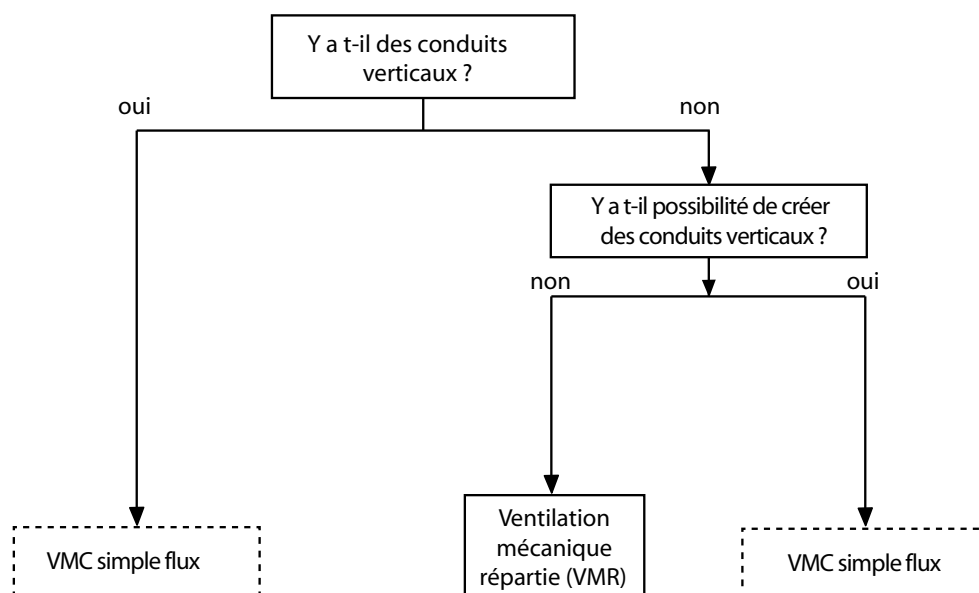 Y a t-il des conduits
verticaux ?
oui
non
Y a t-il possibilité de créer
des conduits verticaux ?
non
oui
VMC simple flux
Ventilation
mécanique
répartie (VMR)
VMC simple flux